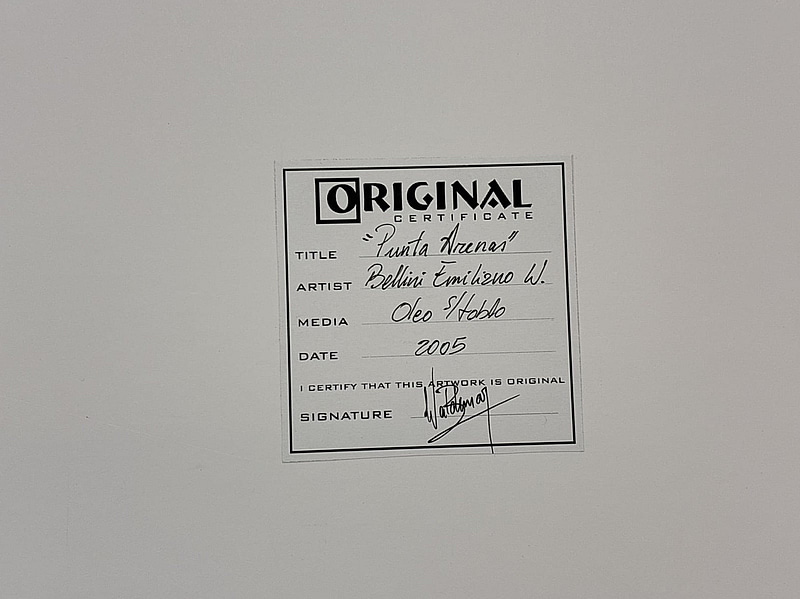 ORIGINAL
CERTIFICATE
TITLE "Punta Arenas"
ARTIST Bellini Emiliano W.
MEDIA Oleo s/tabla
DATE 2005
I CERTIFY THAT THIS ARTWORK IS ORIGINAL
SIGNATURE